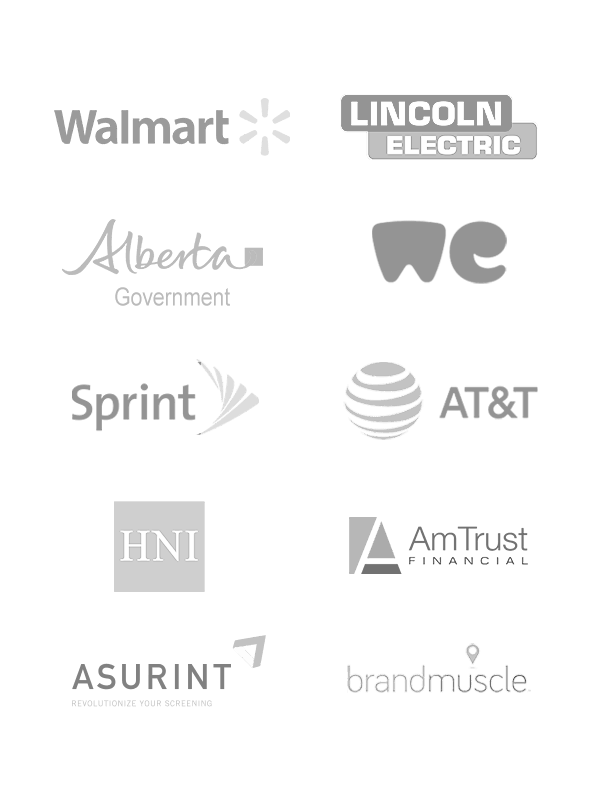 Walmart
LINCOLN
ELECTRIC
Alberta
Government
we
Sprint
AT&T
HNI
AmTrust
FINANCIAL
ASURINT
REVOLUTIONIZE YOUR SCREENING
brandmuscle